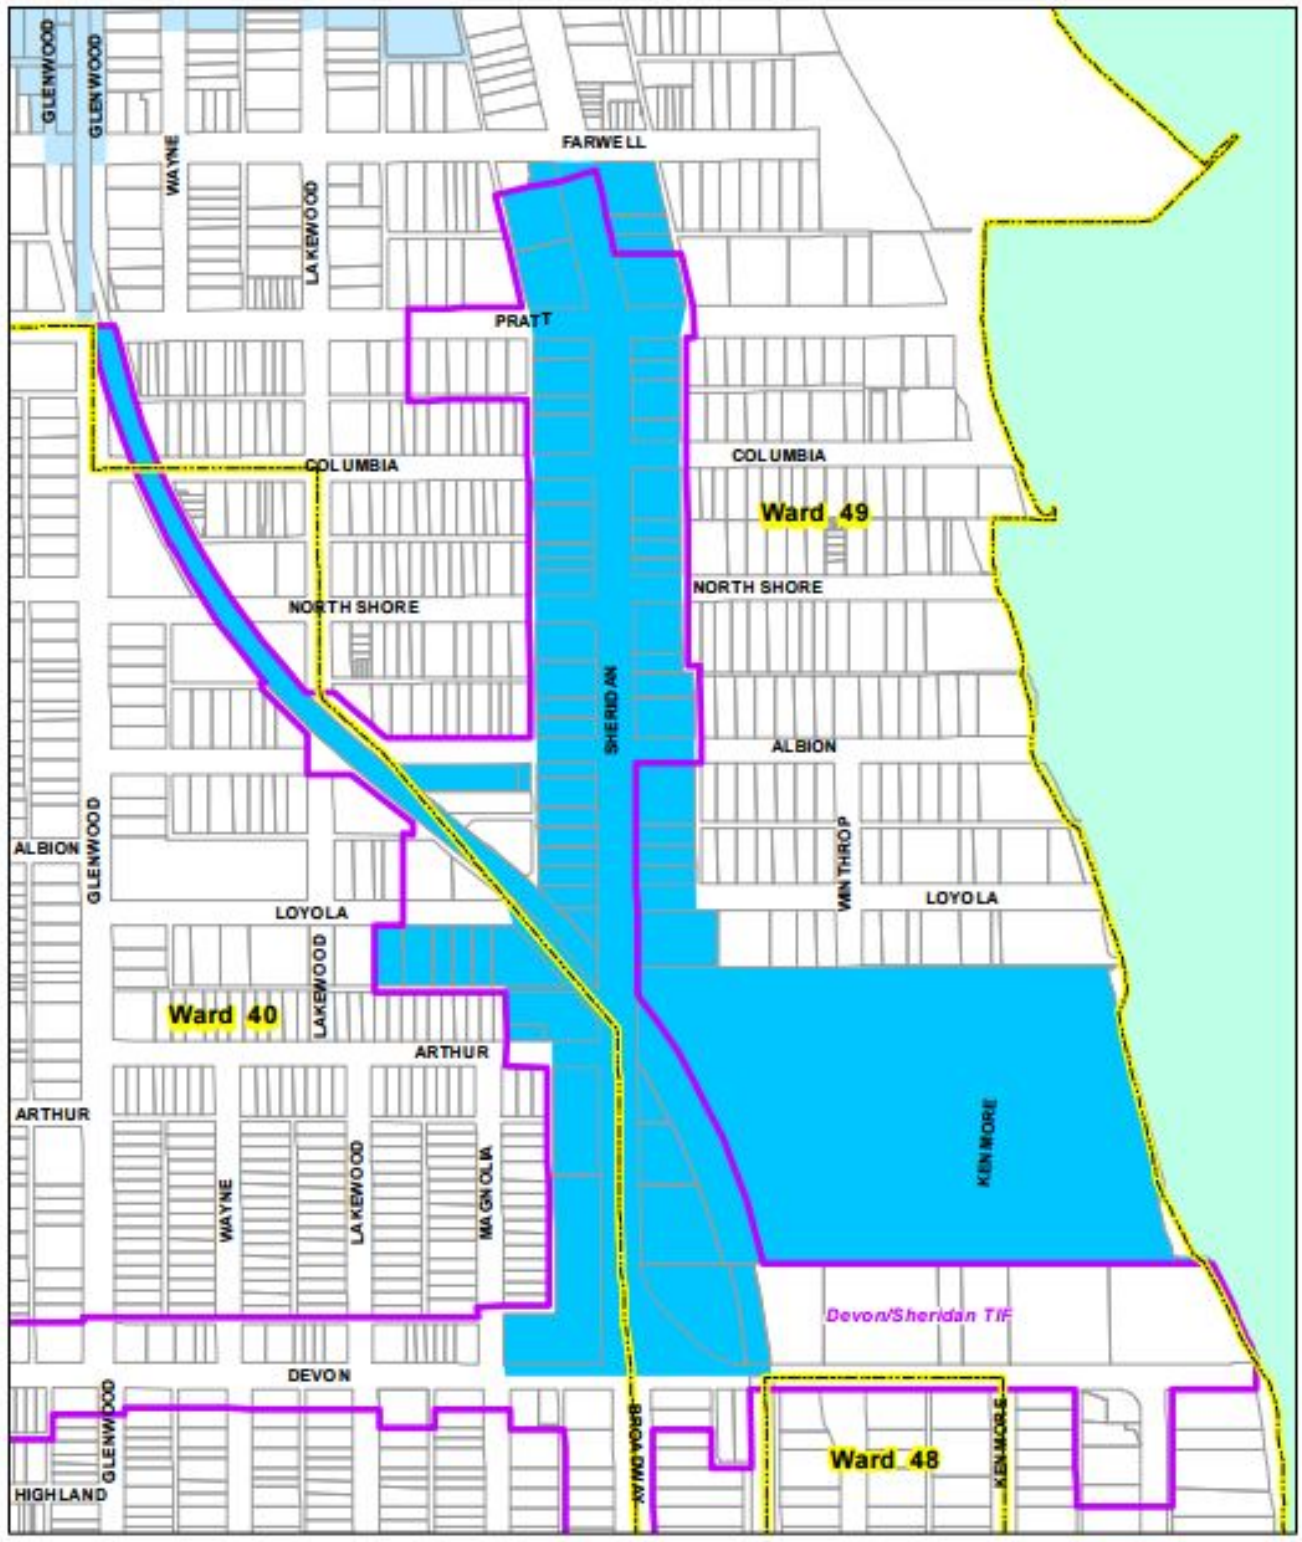 GLENWOOD
GLENWOOD
WAYNE
FARWELL
LAKEWOOD
PRATT
COLUMBIA
COLUMBIA
Ward 49
NORTH SHORE
NORTH SHORE
SHERIDAN
ALBION
GLENWOOD
ALBION
WINTHROP
LOYOLA
LOYOLA
LAKEWOOD
Ward 40
ARTHUR
ARTHUR
KENMORE
WAYNE
LAKEWOOD
MAGNOLIA
Devon/Sheridan TIF
DEVON
GLENWOOD
BROADWAY
KENMORE
Ward 48
HIGHLAND